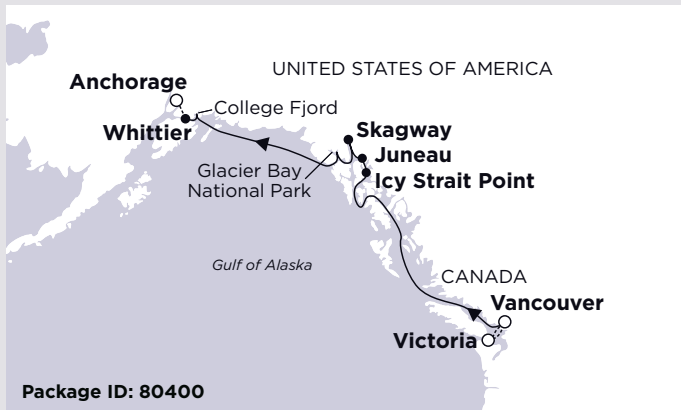 UNITED STATES OF AMERICA
Anchorage
College Fjord
Whittier
Skagway
Juneau
Glacier Bay
National Park
Icy Strait Point
Gulf of Alaska
CANADA
Vancouver
Victoria
Package ID: 80400